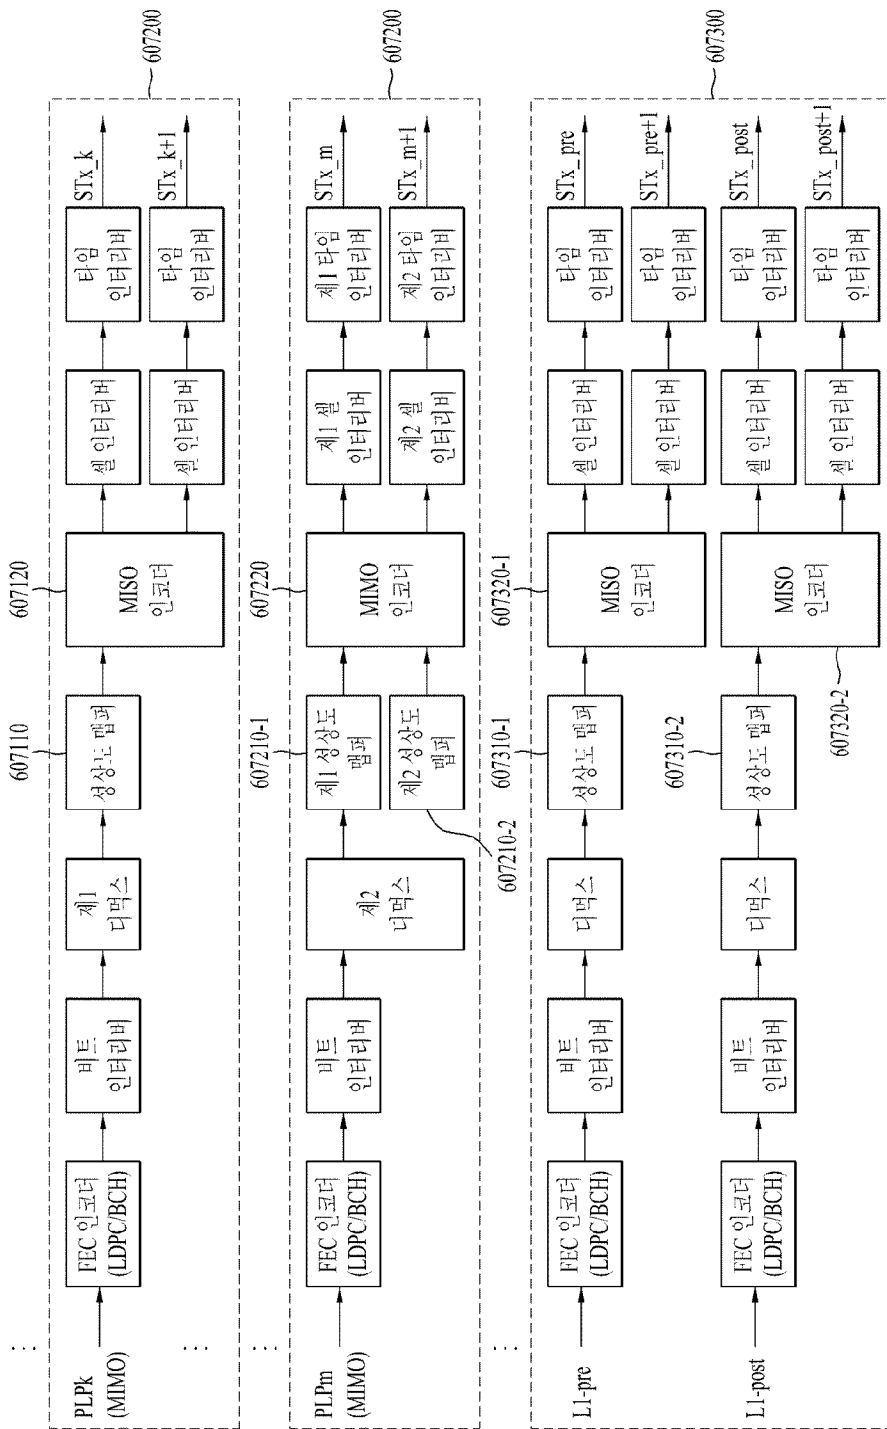 607200
PLPk
(MIMO)
FEC 인코더
(LDPC/BCH)
비트
인터리버
제1
디먹스
607110
성상도 맵퍼
607120
MISO
인코더
셀 인터리버
타임
인터리버
STx_k
셀 인터리버
타임
인터리버
STx_k+1
607200
PLPm
(MIMO)
FEC 인코더
(LDPC/BCH)
비트
인터리버
제2
디먹스
607210-1
제1 성상도
맵퍼
제2 성상도
맵퍼
607210-2
607220
MIMO
인코더
제1 셀
인터리버
제1 타임
인터리버
STx_m
제2 셀
인터리버
제2 타임
인터리버
STx_m+1
607300
L1-pre
FEC 인코더
(LDPC/BCH)
비트
인터리버
디먹스
607310-1
성상도 맵퍼
607320-1
MISO
인코더
셀 인터리버
타임
인터리버
STx_pre
셀 인터리버
타임
인터리버
STx_pre+1
L1-post
FEC 인코더
(LDPC/BCH)
비트
인터리버
디먹스
607310-2
성상도 맵퍼
MISO
인코더
607320-2
셀 인터리버
타임
인터리버
STx_post
셀 인터리버
타임
인터리버
STx_post+1